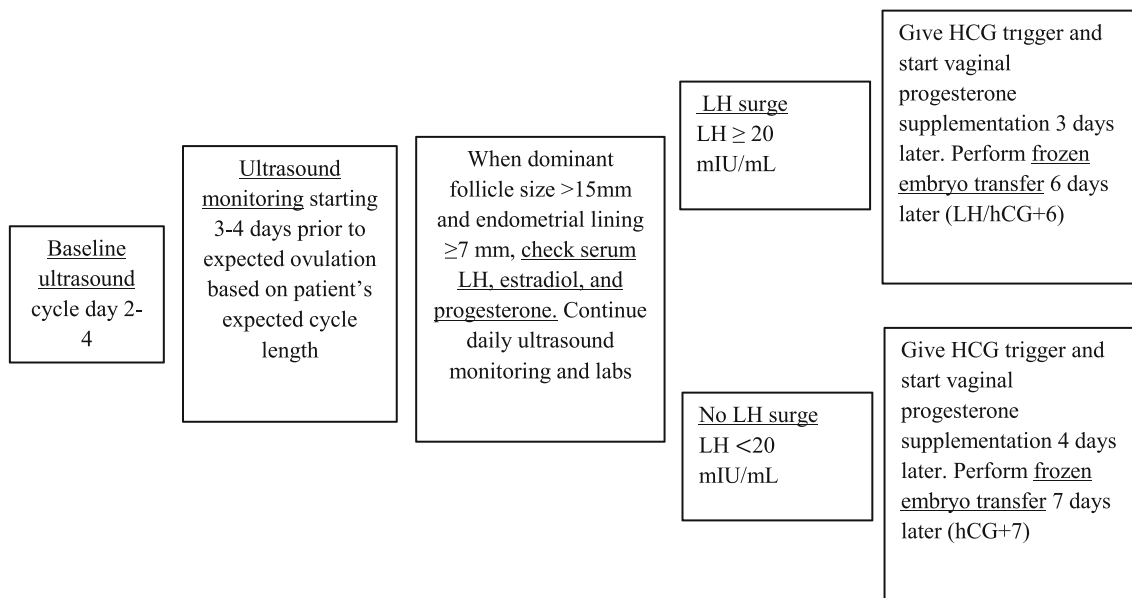 Baseline
ultrasound
cycle day 2-
4
Ultrasound
monitoring starting
3-4 days prior to
expected ovulation
based on patient’s
expected cycle
length
When dominant
follicle size >15mm
and endometrial lining
≥7 mm, check serum
LH, estradiol, and
progesterone. Continue
daily ultrasound
monitoring and labs
LH surge
LH ≥ 20
mIU/mL
Give HCG trigger and
start vaginal
progesterone
supplementation 3 days
later. Perform frozen
embryo transfer 6 days
later (LH/hCG+6)
No LH surge
LH <20
mIU/mL
Give HCG trigger and
start vaginal
progesterone
supplementation 4 days
later. Perform frozen
embryo transfer 7 days
later (hCG+7)